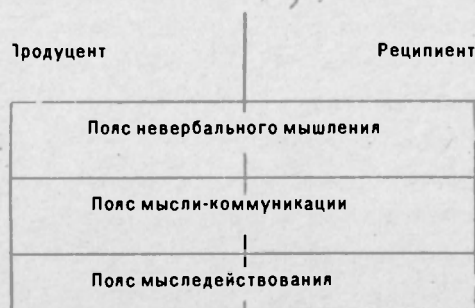 Продуцент Реципиент
Пояс невербального мышления
Пояс мысли-коммуникации
Пояс мыследействования